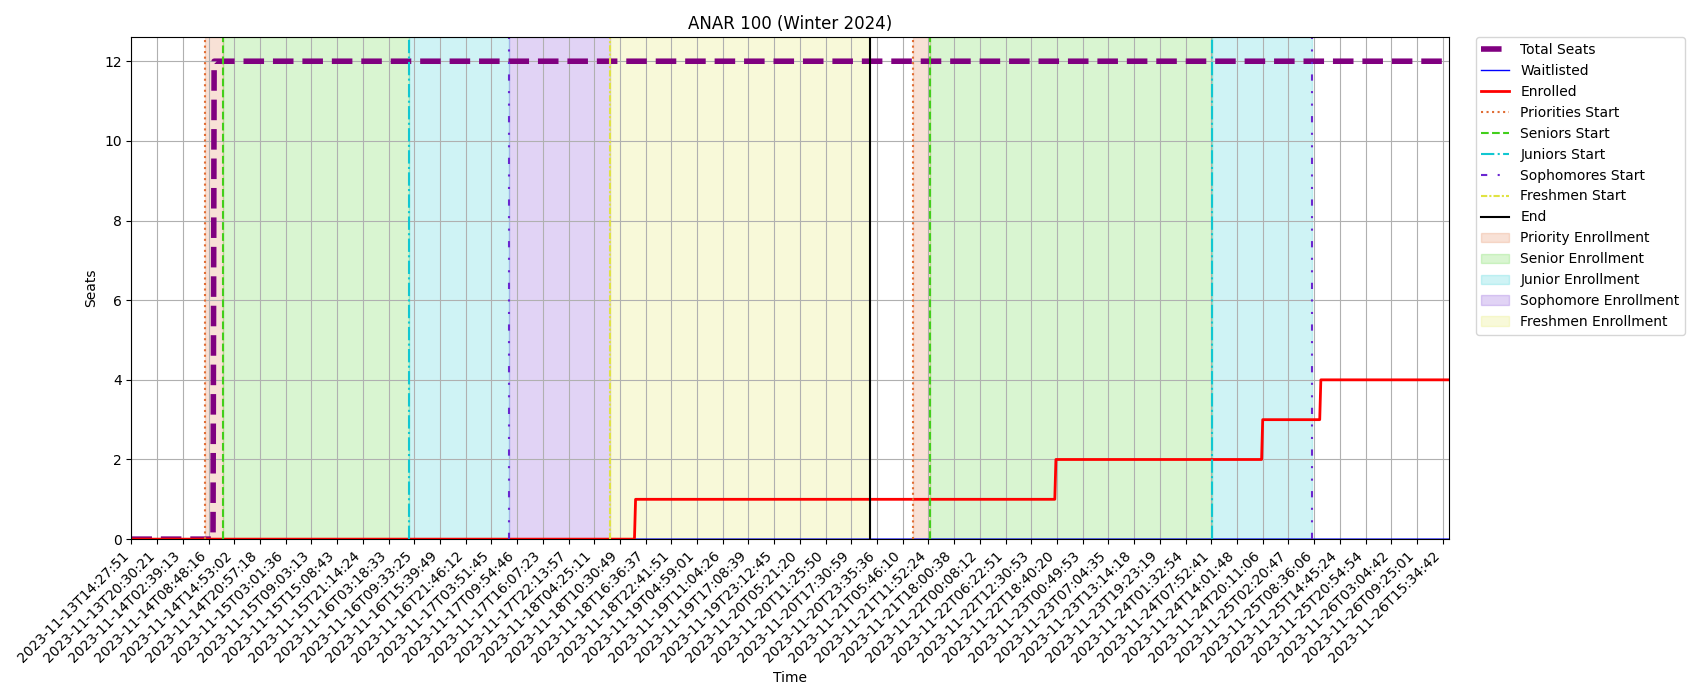 ANAR 100 (Winter 2024)
Seats
12
10
8
6
4
2
0
2023-11-13T14:27:51
2023-11-13T20:30:21
2023-11-14T02:39:13
2023-11-14T08:48:16
2023-11-14T14:53:02
2023-11-14T20:57:18
2023-11-15T03:01:36
2023-11-15T09:03:13
2023-11-15T15:08:43
2023-11-15T21:14:24
2023-11-16T03:18:33
2023-11-16T09:33:25
2023-11-16T15:39:49
2023-11-16T21:46:12
2023-11-17T03:51:45
2023-11-17T09:54:46
2023-11-17T16:07:23
2023-11-17T22:13:57
2023-11-18T04:25:11
2023-11-18T10:30:49
2023-11-18T16:36:37
2023-11-18T22:41:51
2023-11-19T04:59:01
2023-11-19T11:04:26
2023-11-19T17:08:39
2023-11-19T23:12:45
2023-11-20T05:21:20
2023-11-20T11:25:50
2023-11-20T17:30:59
2023-11-20T23:35:36
2023-11-21T05:46:10
2023-11-21T11:52:24
2023-11-21T18:00:38
2023-11-22T00:08:12
2023-11-22T06:22:51
2023-11-22T12:30:53
2023-11-22T18:40:20
2023-11-23T00:49:53
2023-11-23T07:04:35
2023-11-23T13:14:18
2023-11-23T19:23:19
2023-11-24T01:32:54
2023-11-24T07:52:41
2023-11-24T14:01:48
2023-11-24T20:11:06
2023-11-25T02:20:47
2023-11-25T08:36:06
2023-11-25T14:45:24
2023-11-25T20:54:54
2023-11-26T03:04:42
2023-11-26T09:25:01
2023-11-26T15:34:42
Time
Total Seats
Waitlisted
Enrolled
Priorities Start
Seniors Start
Juniors Start
Sophomores Start
Freshmen Start
End
Priority Enrollment
Senior Enrollment
Junior Enrollment
Sophomore Enrollment
Freshmen Enrollment